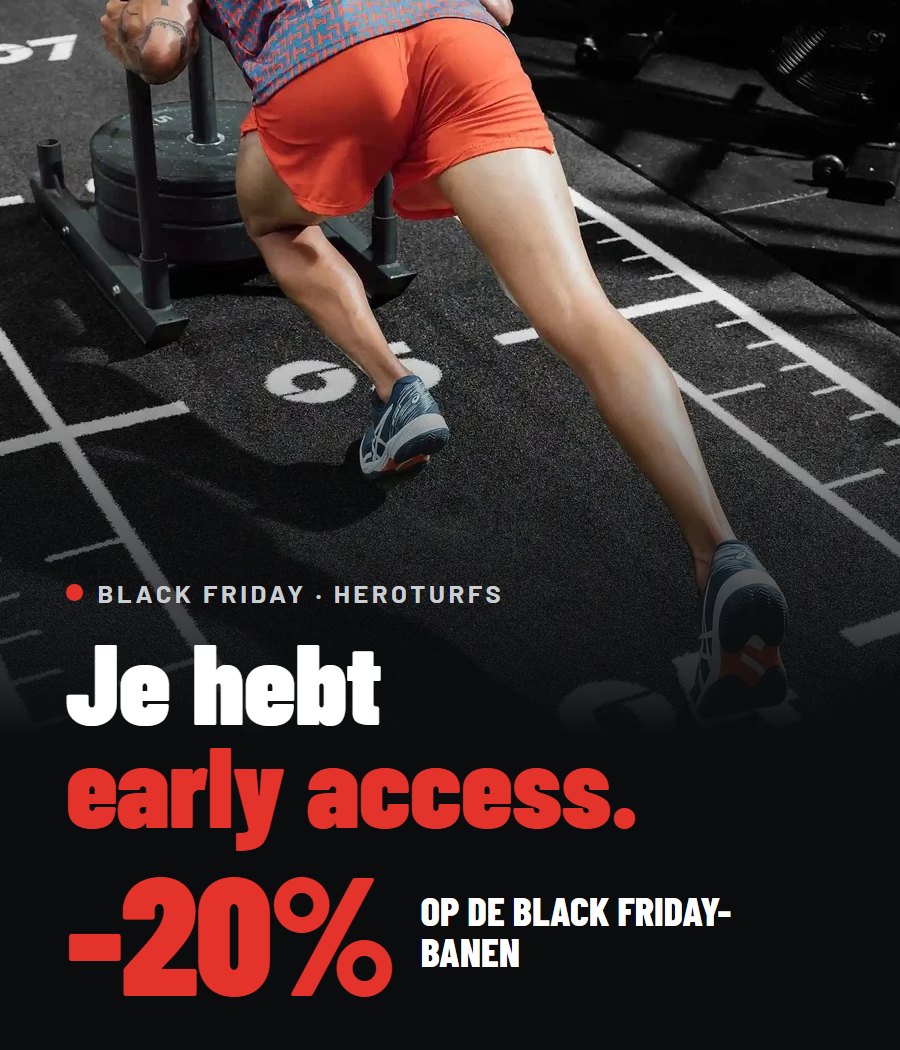 BLACK FRIDAY · HEROTURFS
Je hebt
early access.
-20%
OP DE BLACK FRIDAY-
BANEN